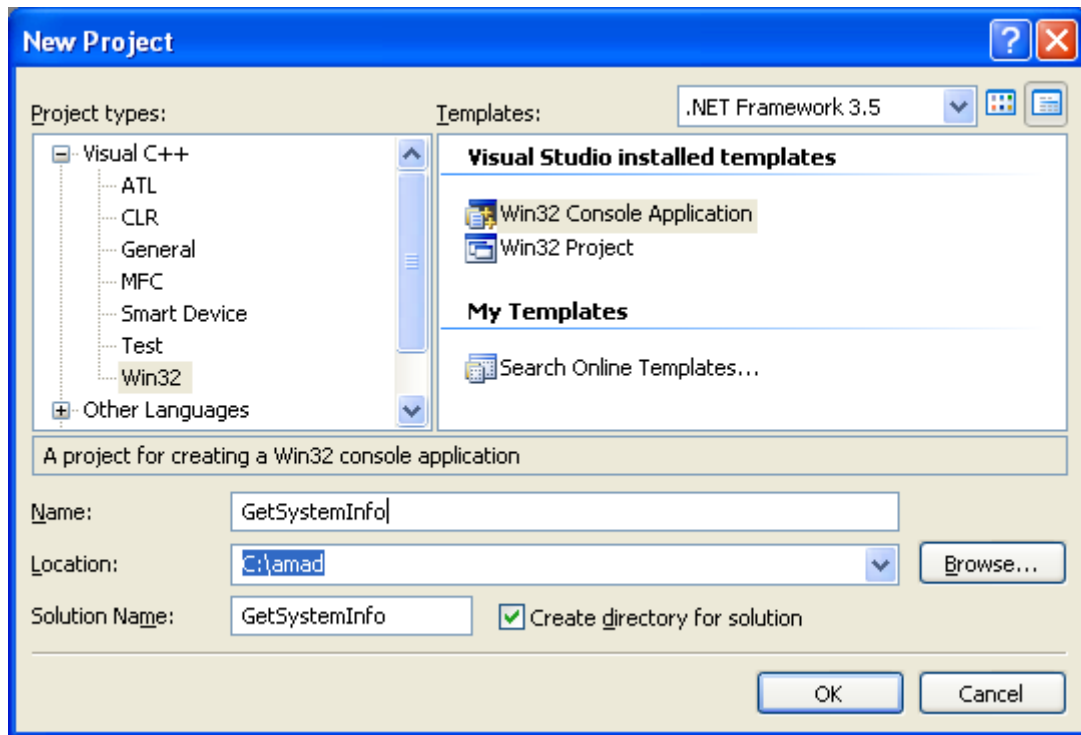 New Project
Project types:
Templates:
.NET Framework 3.5
Visual C++
ATL
CLR
General
MFC
Smart Device
Test
Win32
Other Languages
Visual Studio installed templates
Win32 Console Application
Win32 Project
My Templates
Search Online Templates...
A project for creating a Win32 console application
Name:
GetSystemInfo
Location:
C:\amad
Browse...
Solution Name:
GetSystemInfo
Create directory for solution
OK
Cancel